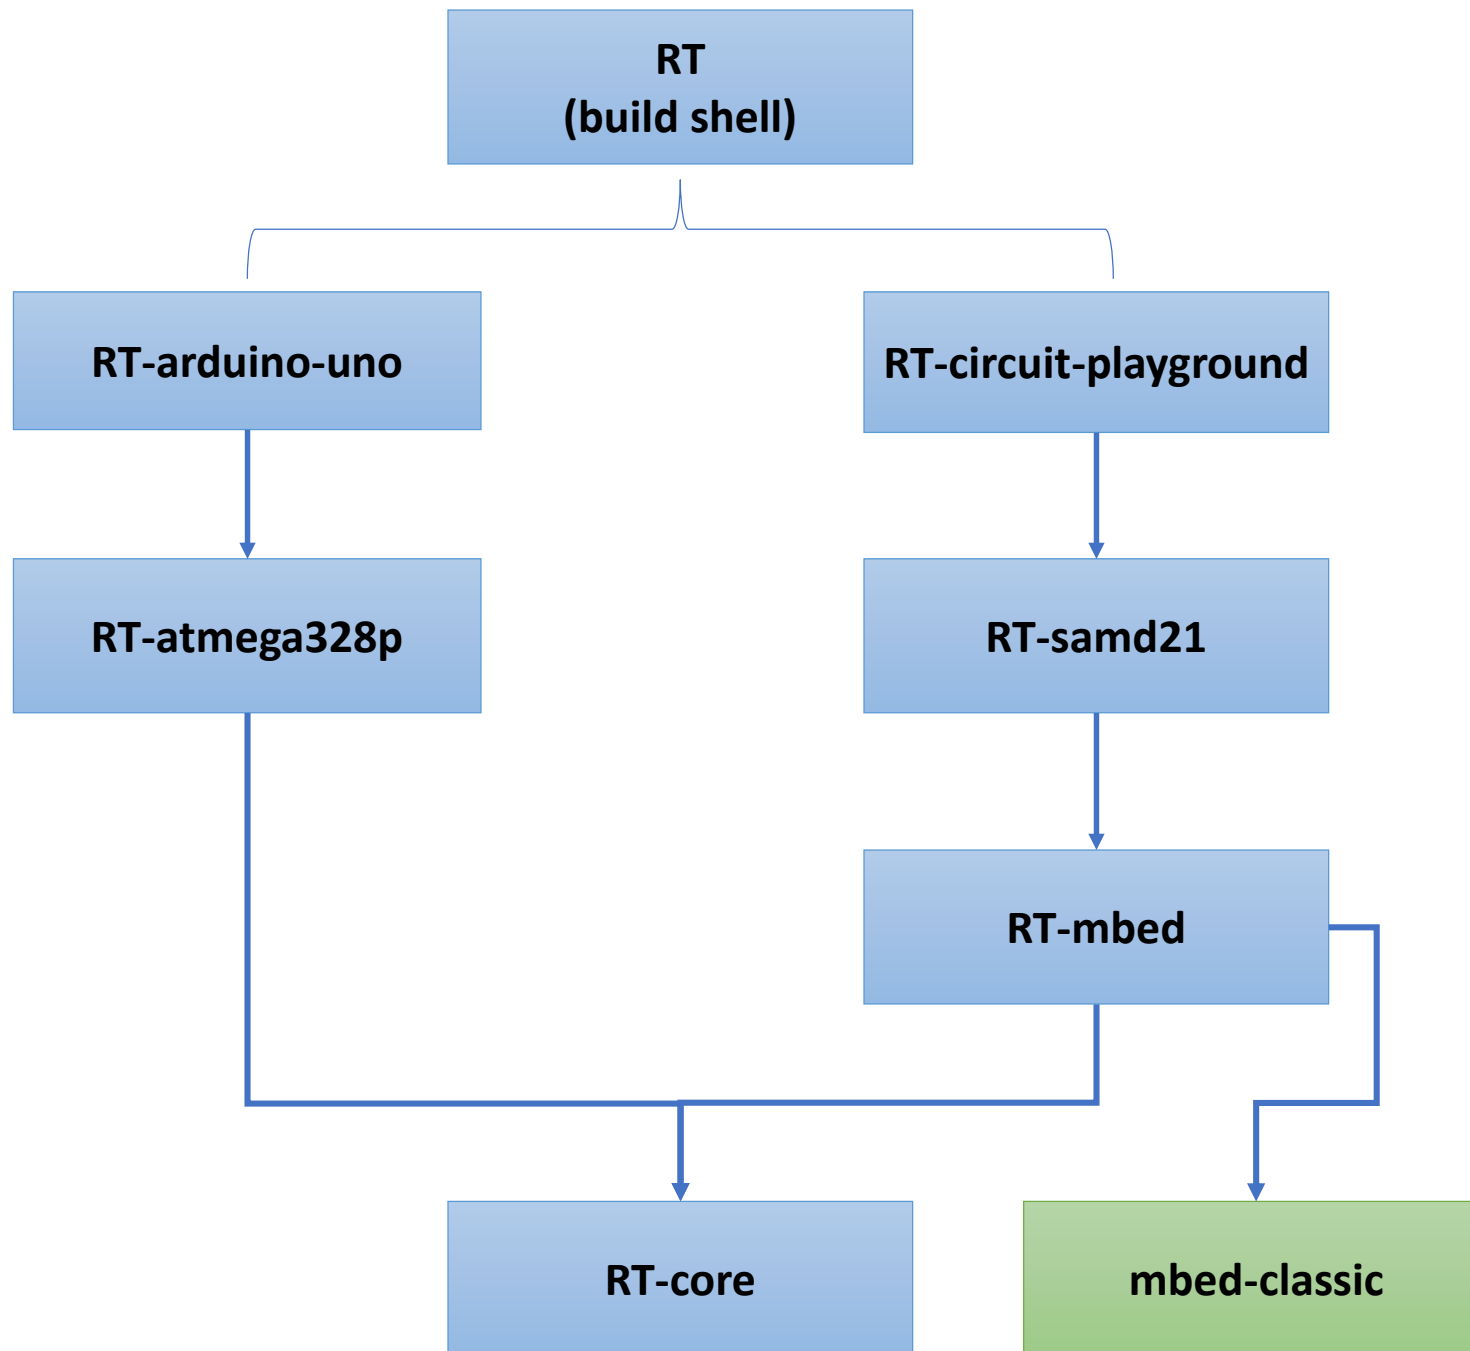 RT
(build shell)
RT-arduino-uno
RT-circuit-playground
RT-atmega328p
RT-samd21
RT-mbed
RT-core
mbed-classic